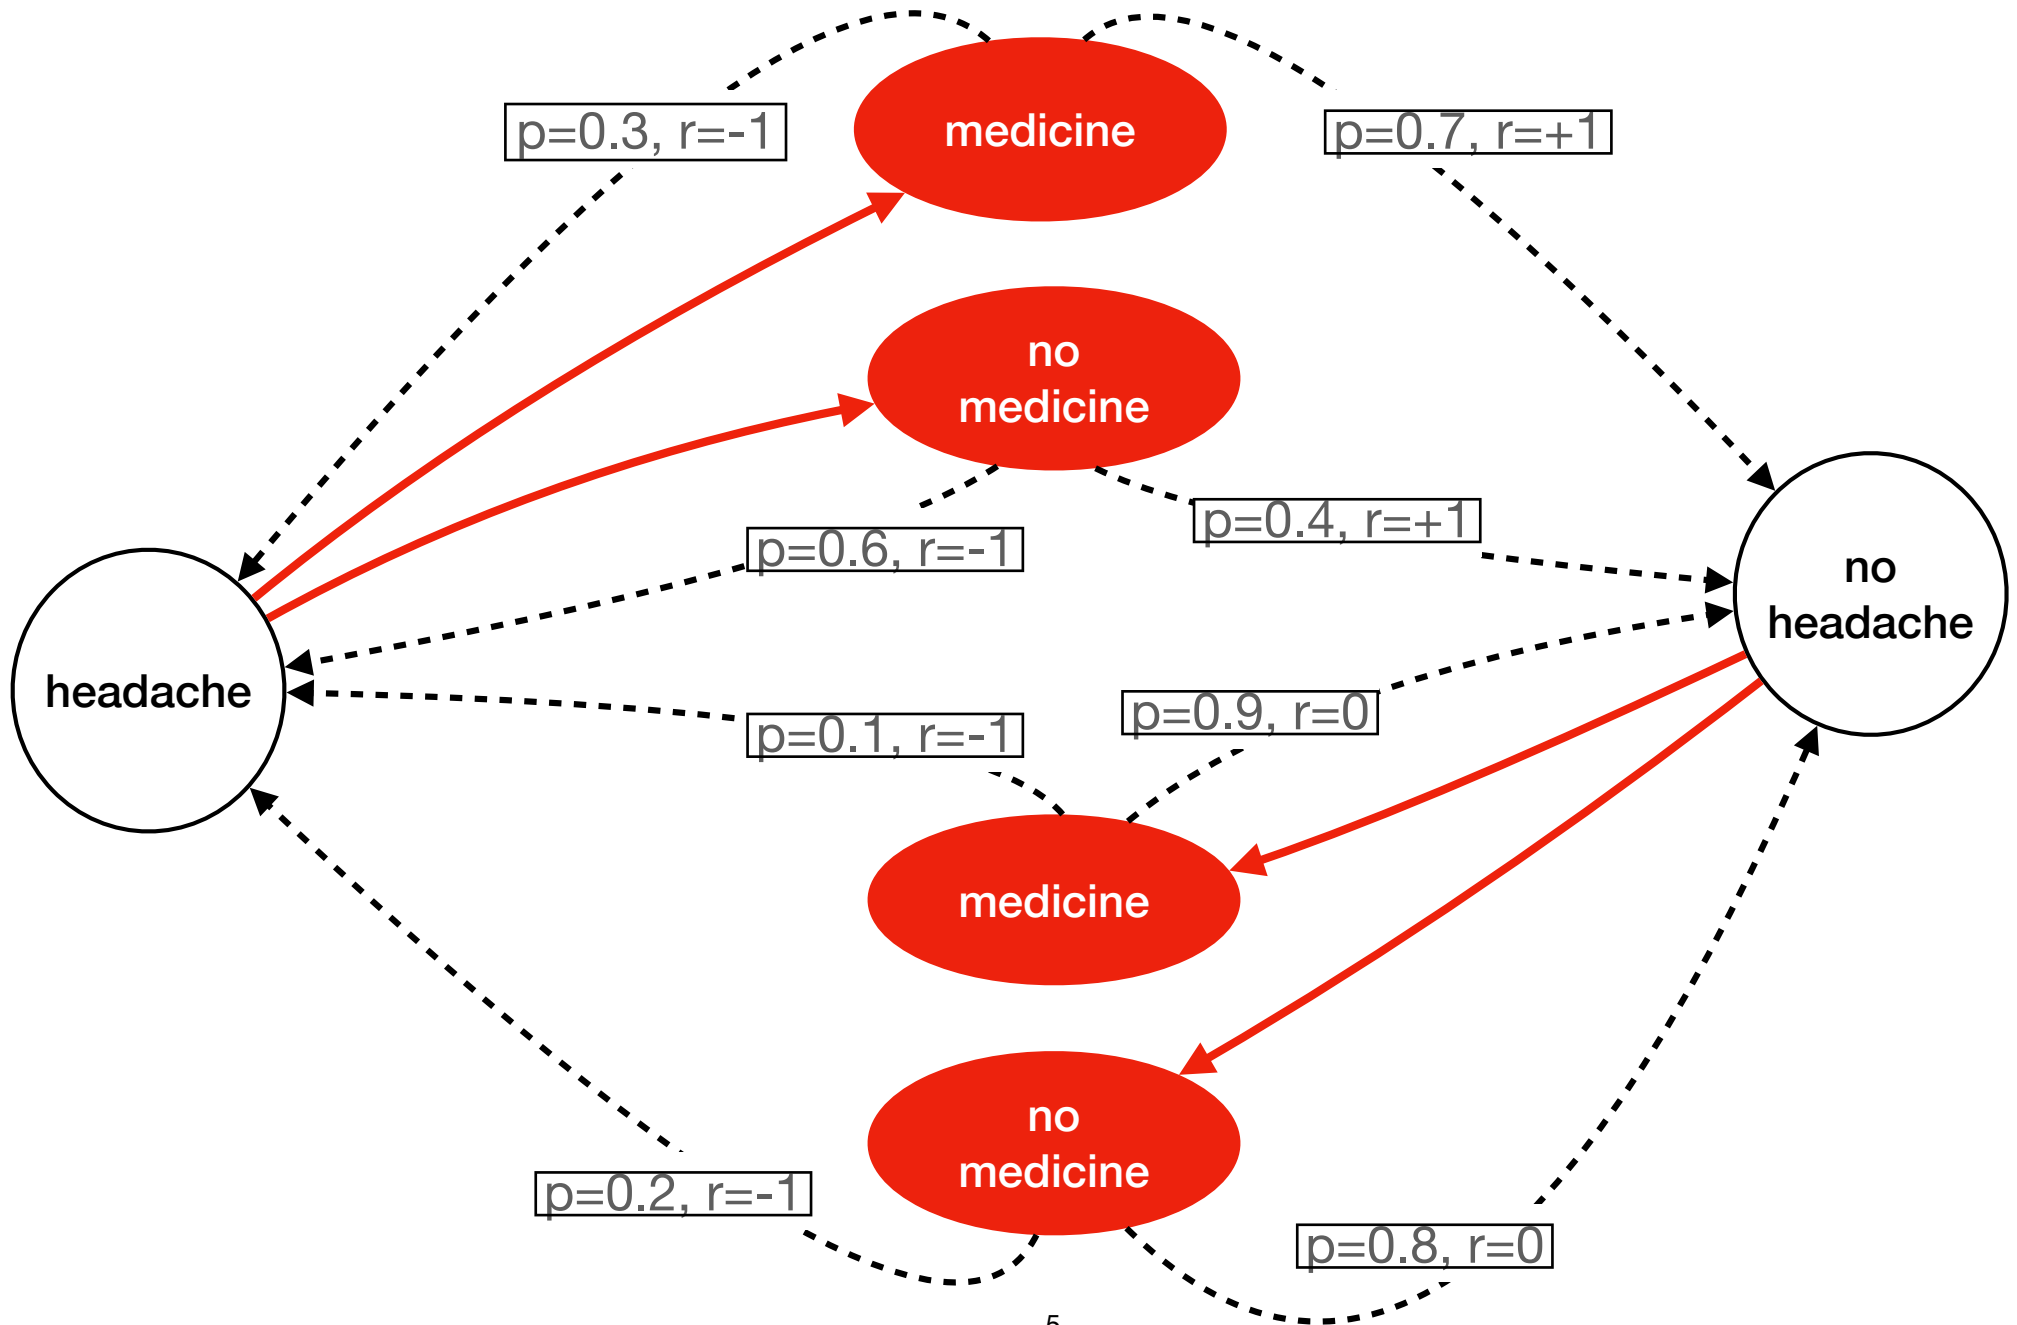 medicine
p=0.3, r=-1
p=0.7, r=+1
no
medicine
p=0.6, r=-1
p=0.4, r=+1
headache
no
headache
p=0.1, r=-1
p=0.9, r=0
medicine
no
medicine
p=0.2, r=-1
p=0.8, r=0
5